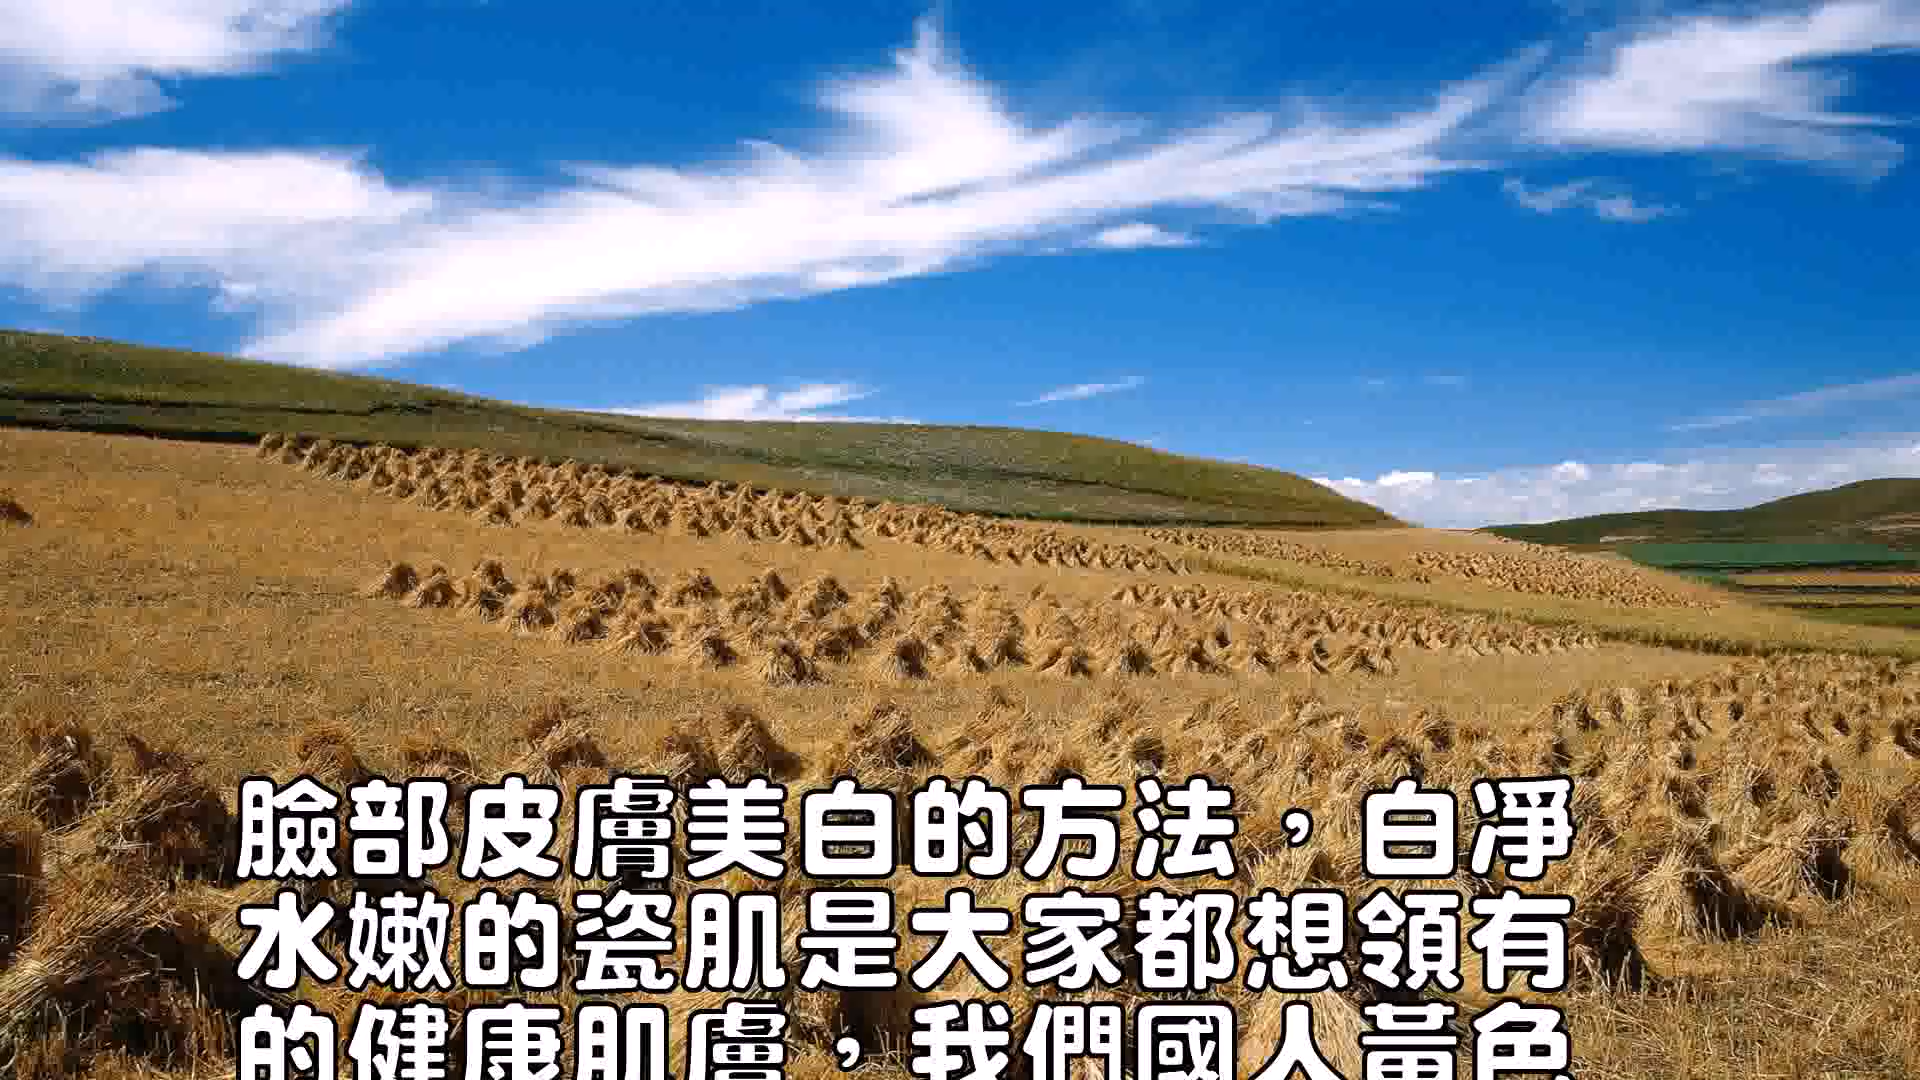 臉部皮膚美白的方法，白凈
水嫩的瓷肌是大家都想領有
的健康肌膚，我們國人黃色